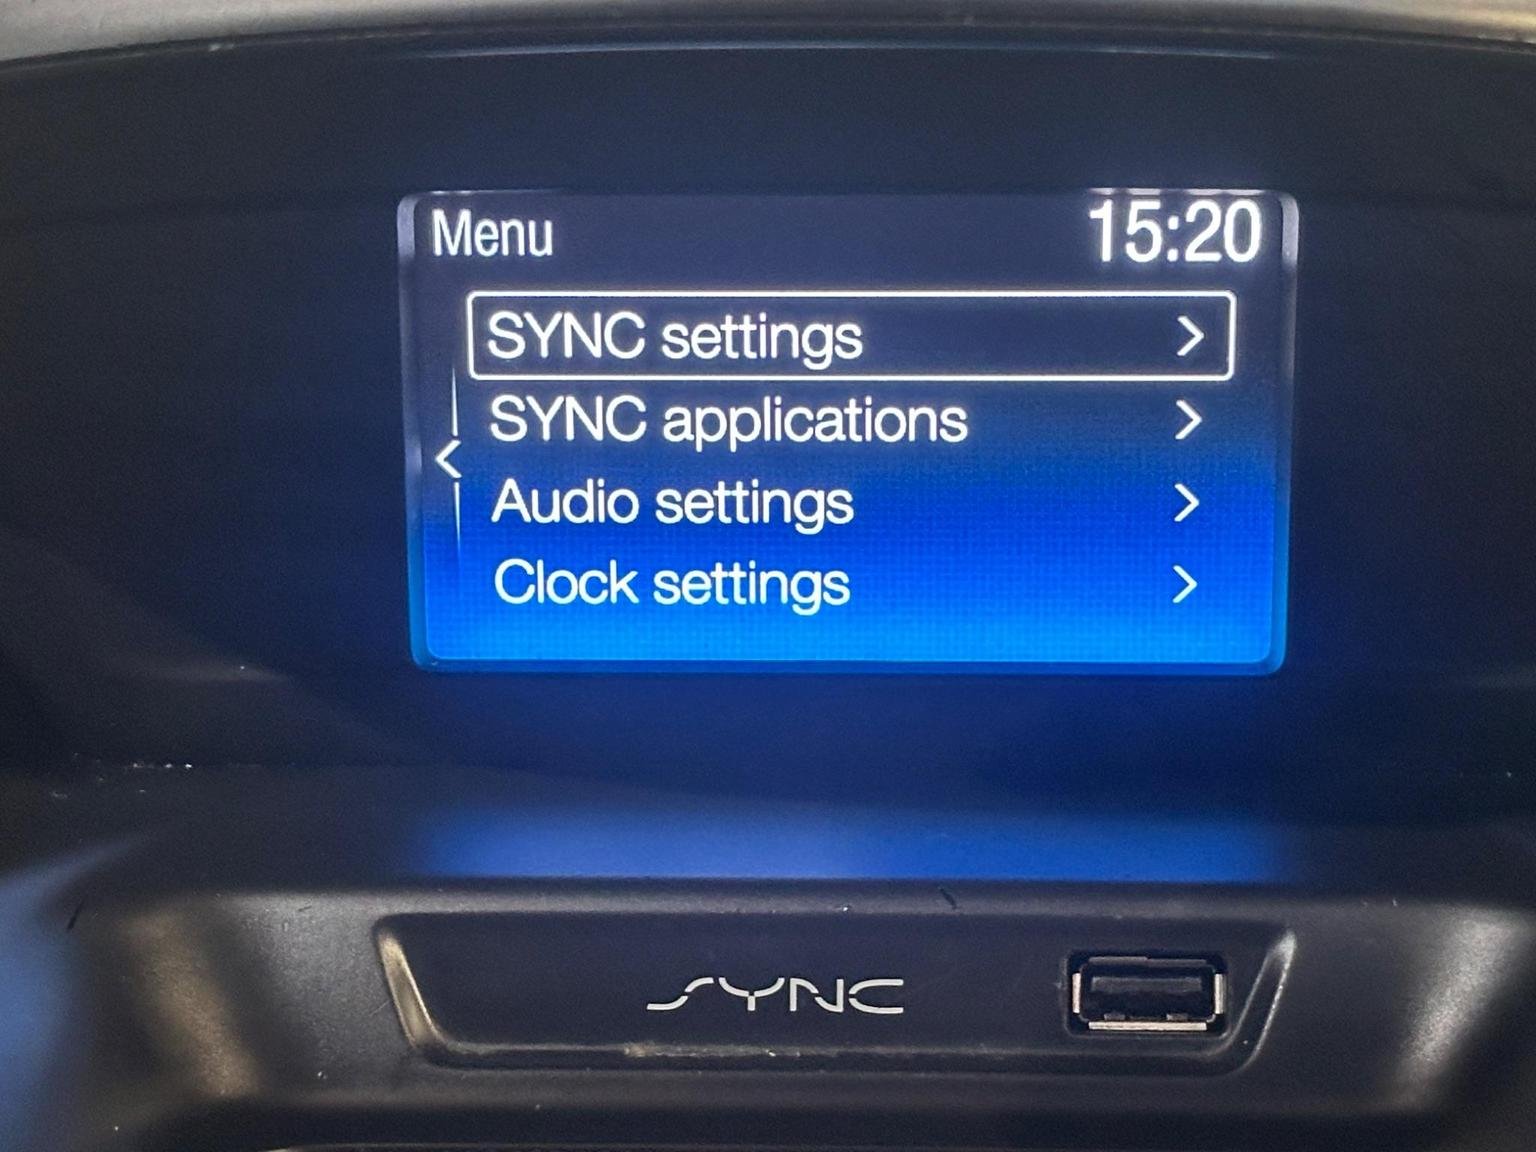 Menu 15:20
SYNC settings
SYNC applications
Audio settings
Clock settings
SYNC